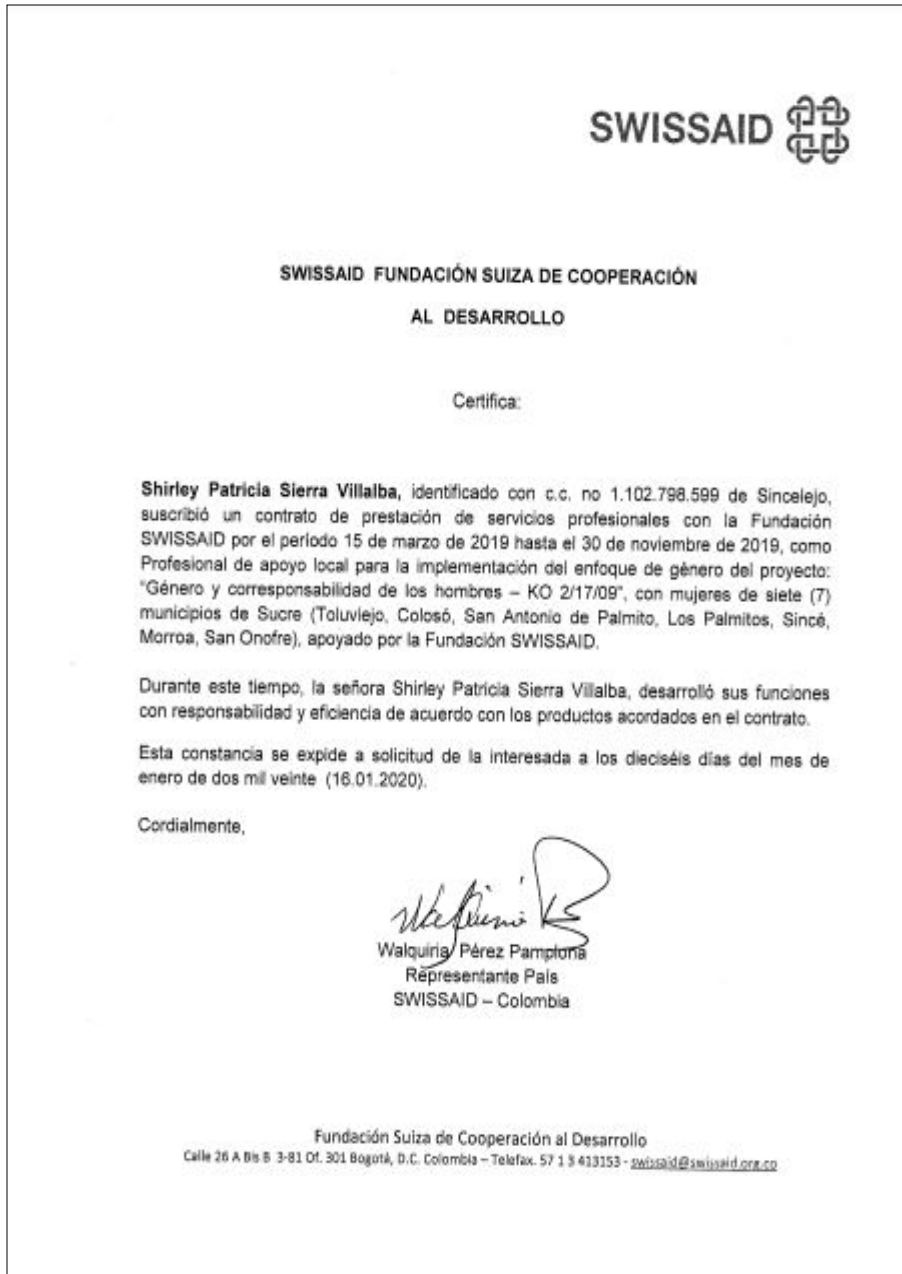 SWISSAID
SWISSAID FUNDACIÓN SUIZA DE COOPERACIÓN
AL DESARROLLO
Certifica:
Shirley Patricia Sierra Villalba, identificado con c.c. no 1.102.798.599 de Sincelejo,
suscribió un contrato de prestación de servicios profesionales con la Fundación
SWISSAID por el período 15 de marzo de 2019 hasta el 30 de noviembre de 2019, como
Profesional de apoyo local para la implementación del enfoque de género del proyecto:
"Género y corresponsabilidad de los hombres – KO 2/17/09", con mujeres de siete (7)
municipios de Sucre (Toluviejo, Colosó, San Antonio de Palmito, Los Palmitos, Sincé,
Morroa, San Onofre), apoyado por la Fundación SWISSAID.
Durante este tiempo, la señora Shirley Patricia Sierra Villalba, desarrolló sus funciones
con responsabilidad y eficiencia de acuerdo con los productos acordados en el contrato.
Esta constancia se expide a solicitud de la interesada a los dieciséis días del mes de
enero de dos mil veinte (16.01.2020).
Cordialmente,
Walquiria Pérez Pamplona
Representante País
SWISSAID – Colombia
Fundación Suiza de Cooperación al Desarrollo
Calle 26 A Bis B 3-81 Of. 301 Bogotá, D.C. Colombia – Telefax. 57 1 3 413153 - swissaid@swissaid.org.co